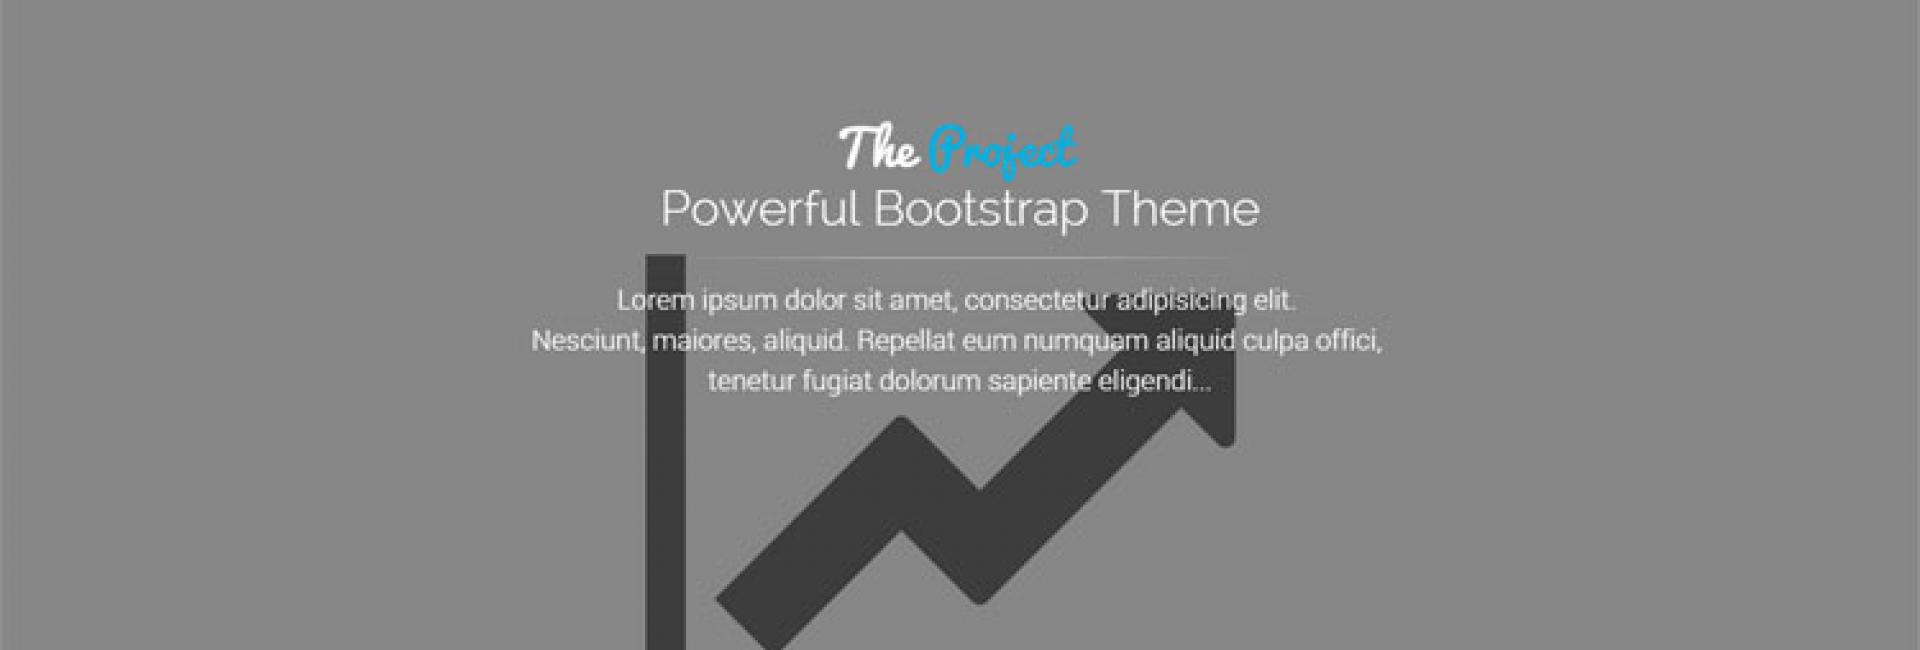 The Project
Powerful Bootstrap Theme
Lorem ipsum dolor sit amet, consectetur adipisicing elit.
Nesciunt, maiores, aliquid. Repellat eum numquam aliquid culpa offici,
tenetur fugiat dolorum sapiente eligendi...